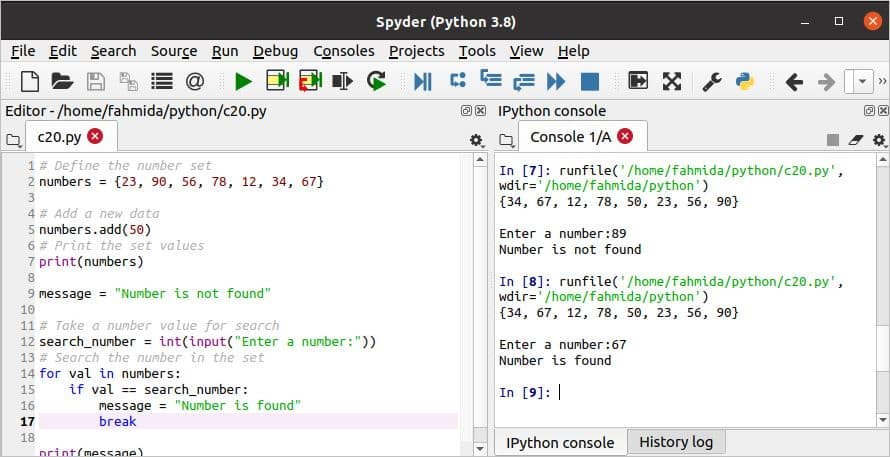 Spyder (Python 3.8)
File Edit Search Source Run Debug Consoles Projects Tools View Help
Editor - /home/fahmida/python/c20.py
c20.py
1 # Define the number set
2 numbers = {23, 90, 56, 78, 12, 34, 67}
3
4 # Add a new data
5 numbers.add(50)
6 # Print the set values
7 print(numbers)
8
9 message = "Number is not found"
10
11 # Take a number value for search
12 search_number = int(input("Enter a number:"))
13 # Search the number in the set
14 for val in numbers:
15     if val == search_number:
16         message = "Number is found"
17         break
18
print(message)
IPython console
Console 1/A
In [7]: runfile('/home/fahmida/python/c20.py',
wdir='/home/fahmida/python')
{34, 67, 12, 78, 50, 23, 56, 90}
Enter a number:89
Number is not found
In [8]: runfile('/home/fahmida/python/c20.py',
wdir='/home/fahmida/python')
{34, 67, 12, 78, 50, 23, 56, 90}
Enter a number:67
Number is found
In [9]:
IPython console History log